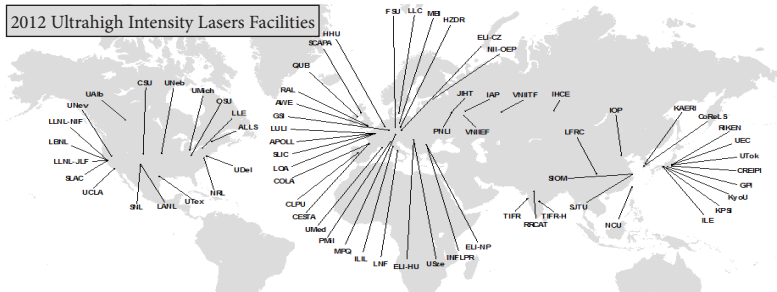 2012 Ultrahigh Intensity Lasers Facilities
UAlb
CSU
UNeb
UMich
OSU
LLE
ALLS
UNev
LLNL-NIF
LBNL
LLNL-JLF
SLAC
UCLA
SNL
LANL
UTex
NRL
UDel
HHU
SCAPA
QUB
RAL
AWE
GSI
LULI
APOLL
SLIC
LOA
COLA
CLPU
CESTA
UMed
PMII
MPQ
ILIL
LNF
ELI-HU
USze
INFLPR
ELI-NP
FSU
LLC
MBI
HZDR
ELI-CZ
NII-OEP
JIHT
IAP
VNIITF
IHCE
PNLI
VNIIEF
IOP
LFRC
KAERI
CoReLS
RIKEN
UEC
UTok
CREIPI
GPI
KyoU
KPSI
ILE
SIOM
SJTU
NCU
TIFR
RRCAT
TIFR-H